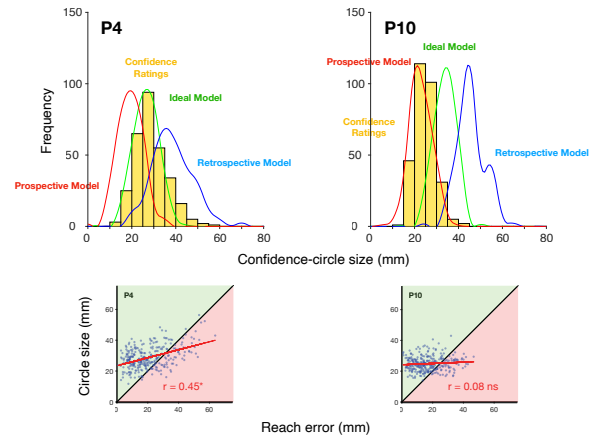 P4
P10
150
100
50
0
Frequency
Confidence
Ratings
Ideal Model
Prospective Model
Retrospective Model
0 20 40 60 80
150
100
50
0
Prospective Model
Ideal Model
Confidence
Ratings
Retrospective Model
0 20 40 60 80
Confidence-circle size (mm)
Circle size (mm)
60
40
20
0
P4
r = 0.45*
0 20 40 60
60
40
20
0
P10
r = 0.08 ns
0 20 40 60
Reach error (mm)